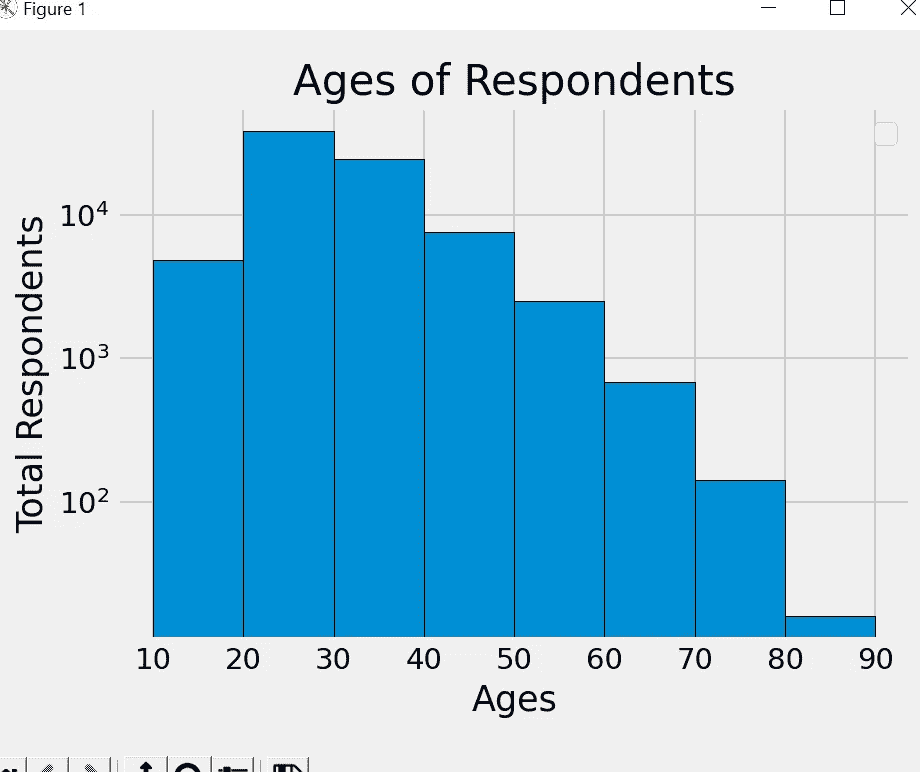 Figure 1
Ages of Respondents
Total Respondents
10⁴
10³
10²
10 20 30 40 50 60 70 80 90
Ages